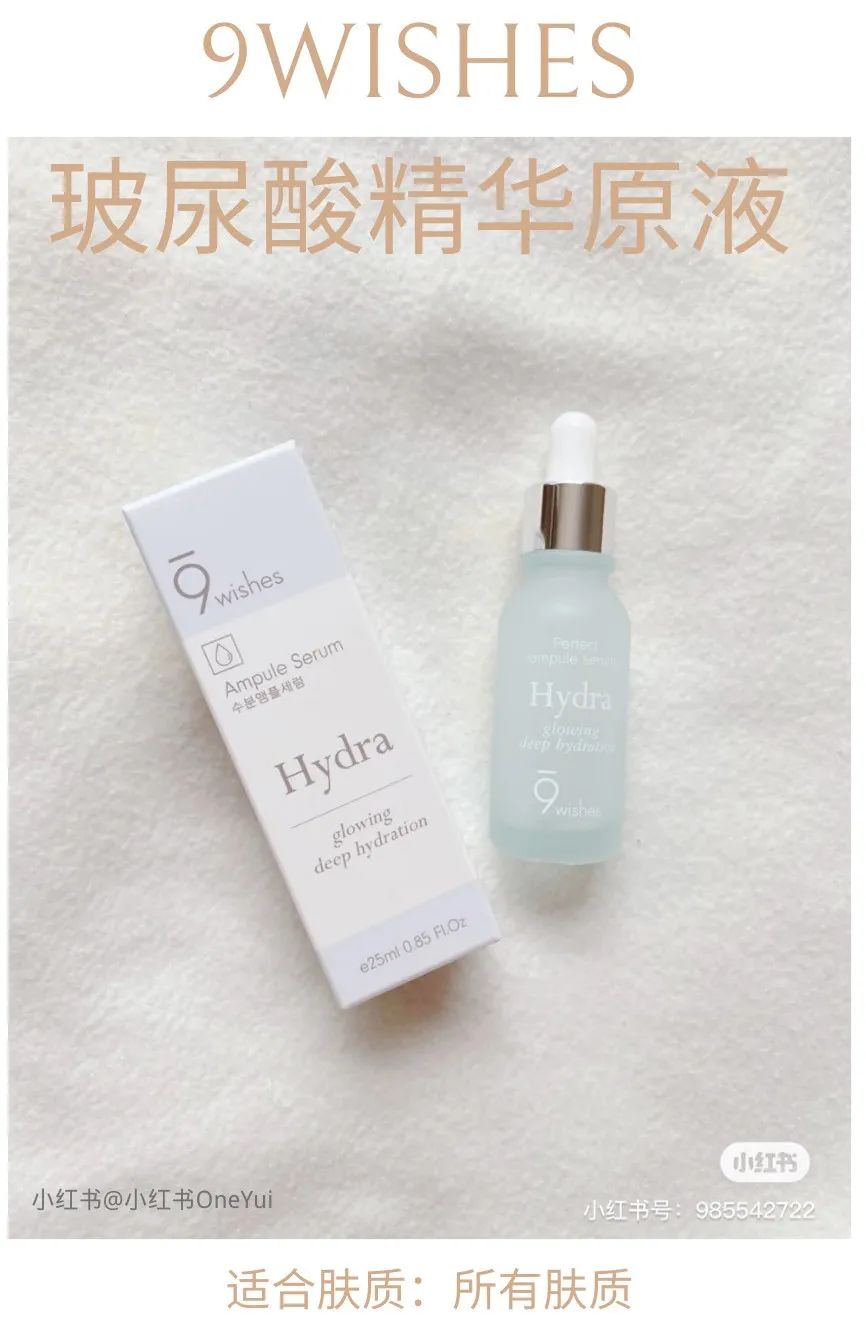 9WISHES
玻尿酸精华原液
9 wishes
Ampule Serum
수분앰플세럼
Hydra
glowing
deep hydration
e25ml 0.85 Fl.Oz
Perfect
ampule serum
Hydra
glowing
deep hydration
9 wishes
小红书
小红书@小红书OneYui
小红书号：985542722
适合肤质：所有肤质